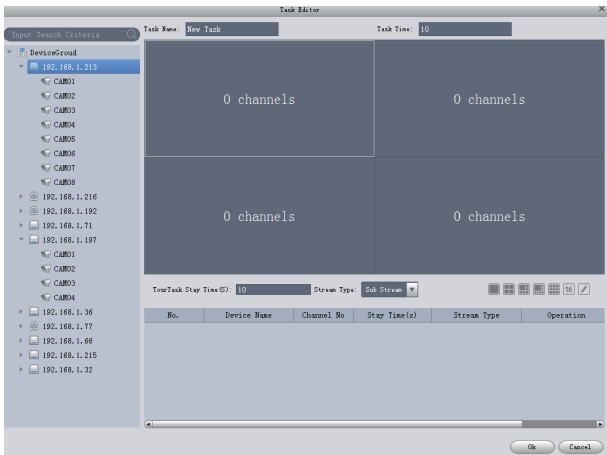 Task Editor
Input Search Criteria
Task Name: New Task
Task Time: 10
DeviceGroud
192.168.1.213
CAM01
CAM02
CAM03
CAM04
CAM05
CAM06
CAM07
CAM08
192.168.1.216
192.168.1.192
192.168.1.71
192.168.1.197
CAM01
CAM02
CAM03
CAM04
192.168.1.36
192.168.1.77
192.168.1.66
192.168.1.215
192.168.1.32
0 channels
0 channels
0 channels
0 channels
TourTask Stay Time(S): 10
Stream Type: Sub Stream
16
No. Device Name Channel No Stay Time(s) Stream Type Operation
Ok Cancel